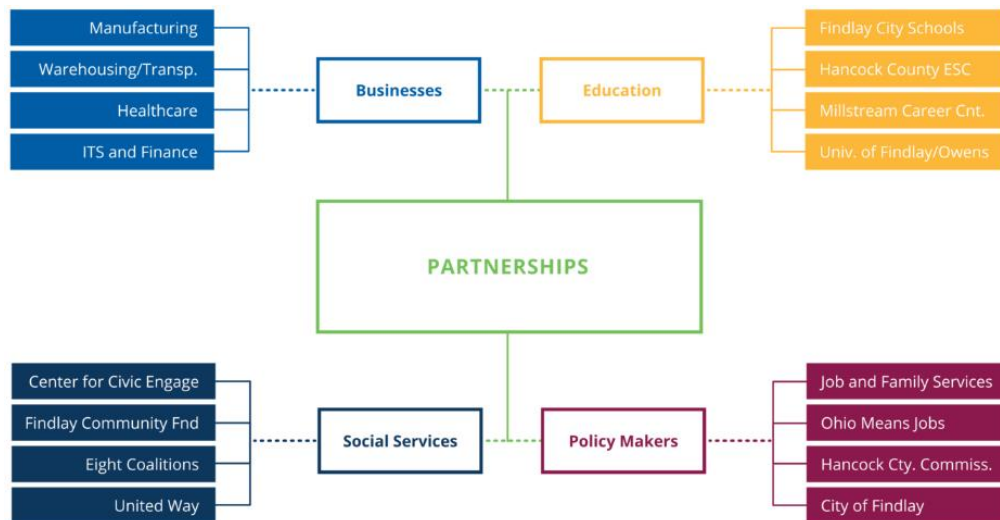 Manufacturing
Warehousing/Transp.
Healthcare
ITS and Finance
Businesses
Education
Findlay City Schools
Hancock County ESC
Millstream Career Cnt.
Univ. of Findlay/Owens
PARTNERSHIPS
Center for Civic Engage
Findlay Community Fnd
Eight Coalitions
United Way
Social Services
Policy Makers
Job and Family Services
Ohio Means Jobs
Hancock Cty. Commiss.
City of Findlay